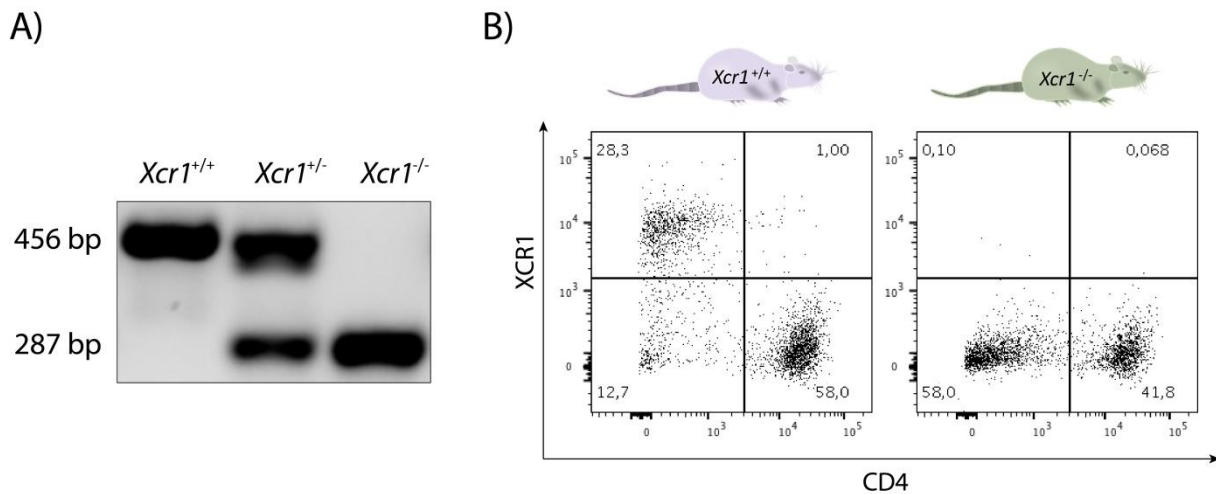 A)
Xcr1+/+ Xcr1+/- Xcr1-/-
456 bp
287 bp
B)
Xcr1+/+ Xcr1-/-
28,3 1,00
12,7 58,0
10⁵
10⁴
10³
0
0 10³ 10⁴ 10⁵
0,10 0,068
58,0 41,8
10⁵
10⁴
10³
0
0 10³ 10⁴ 10⁵
XCR1
CD4